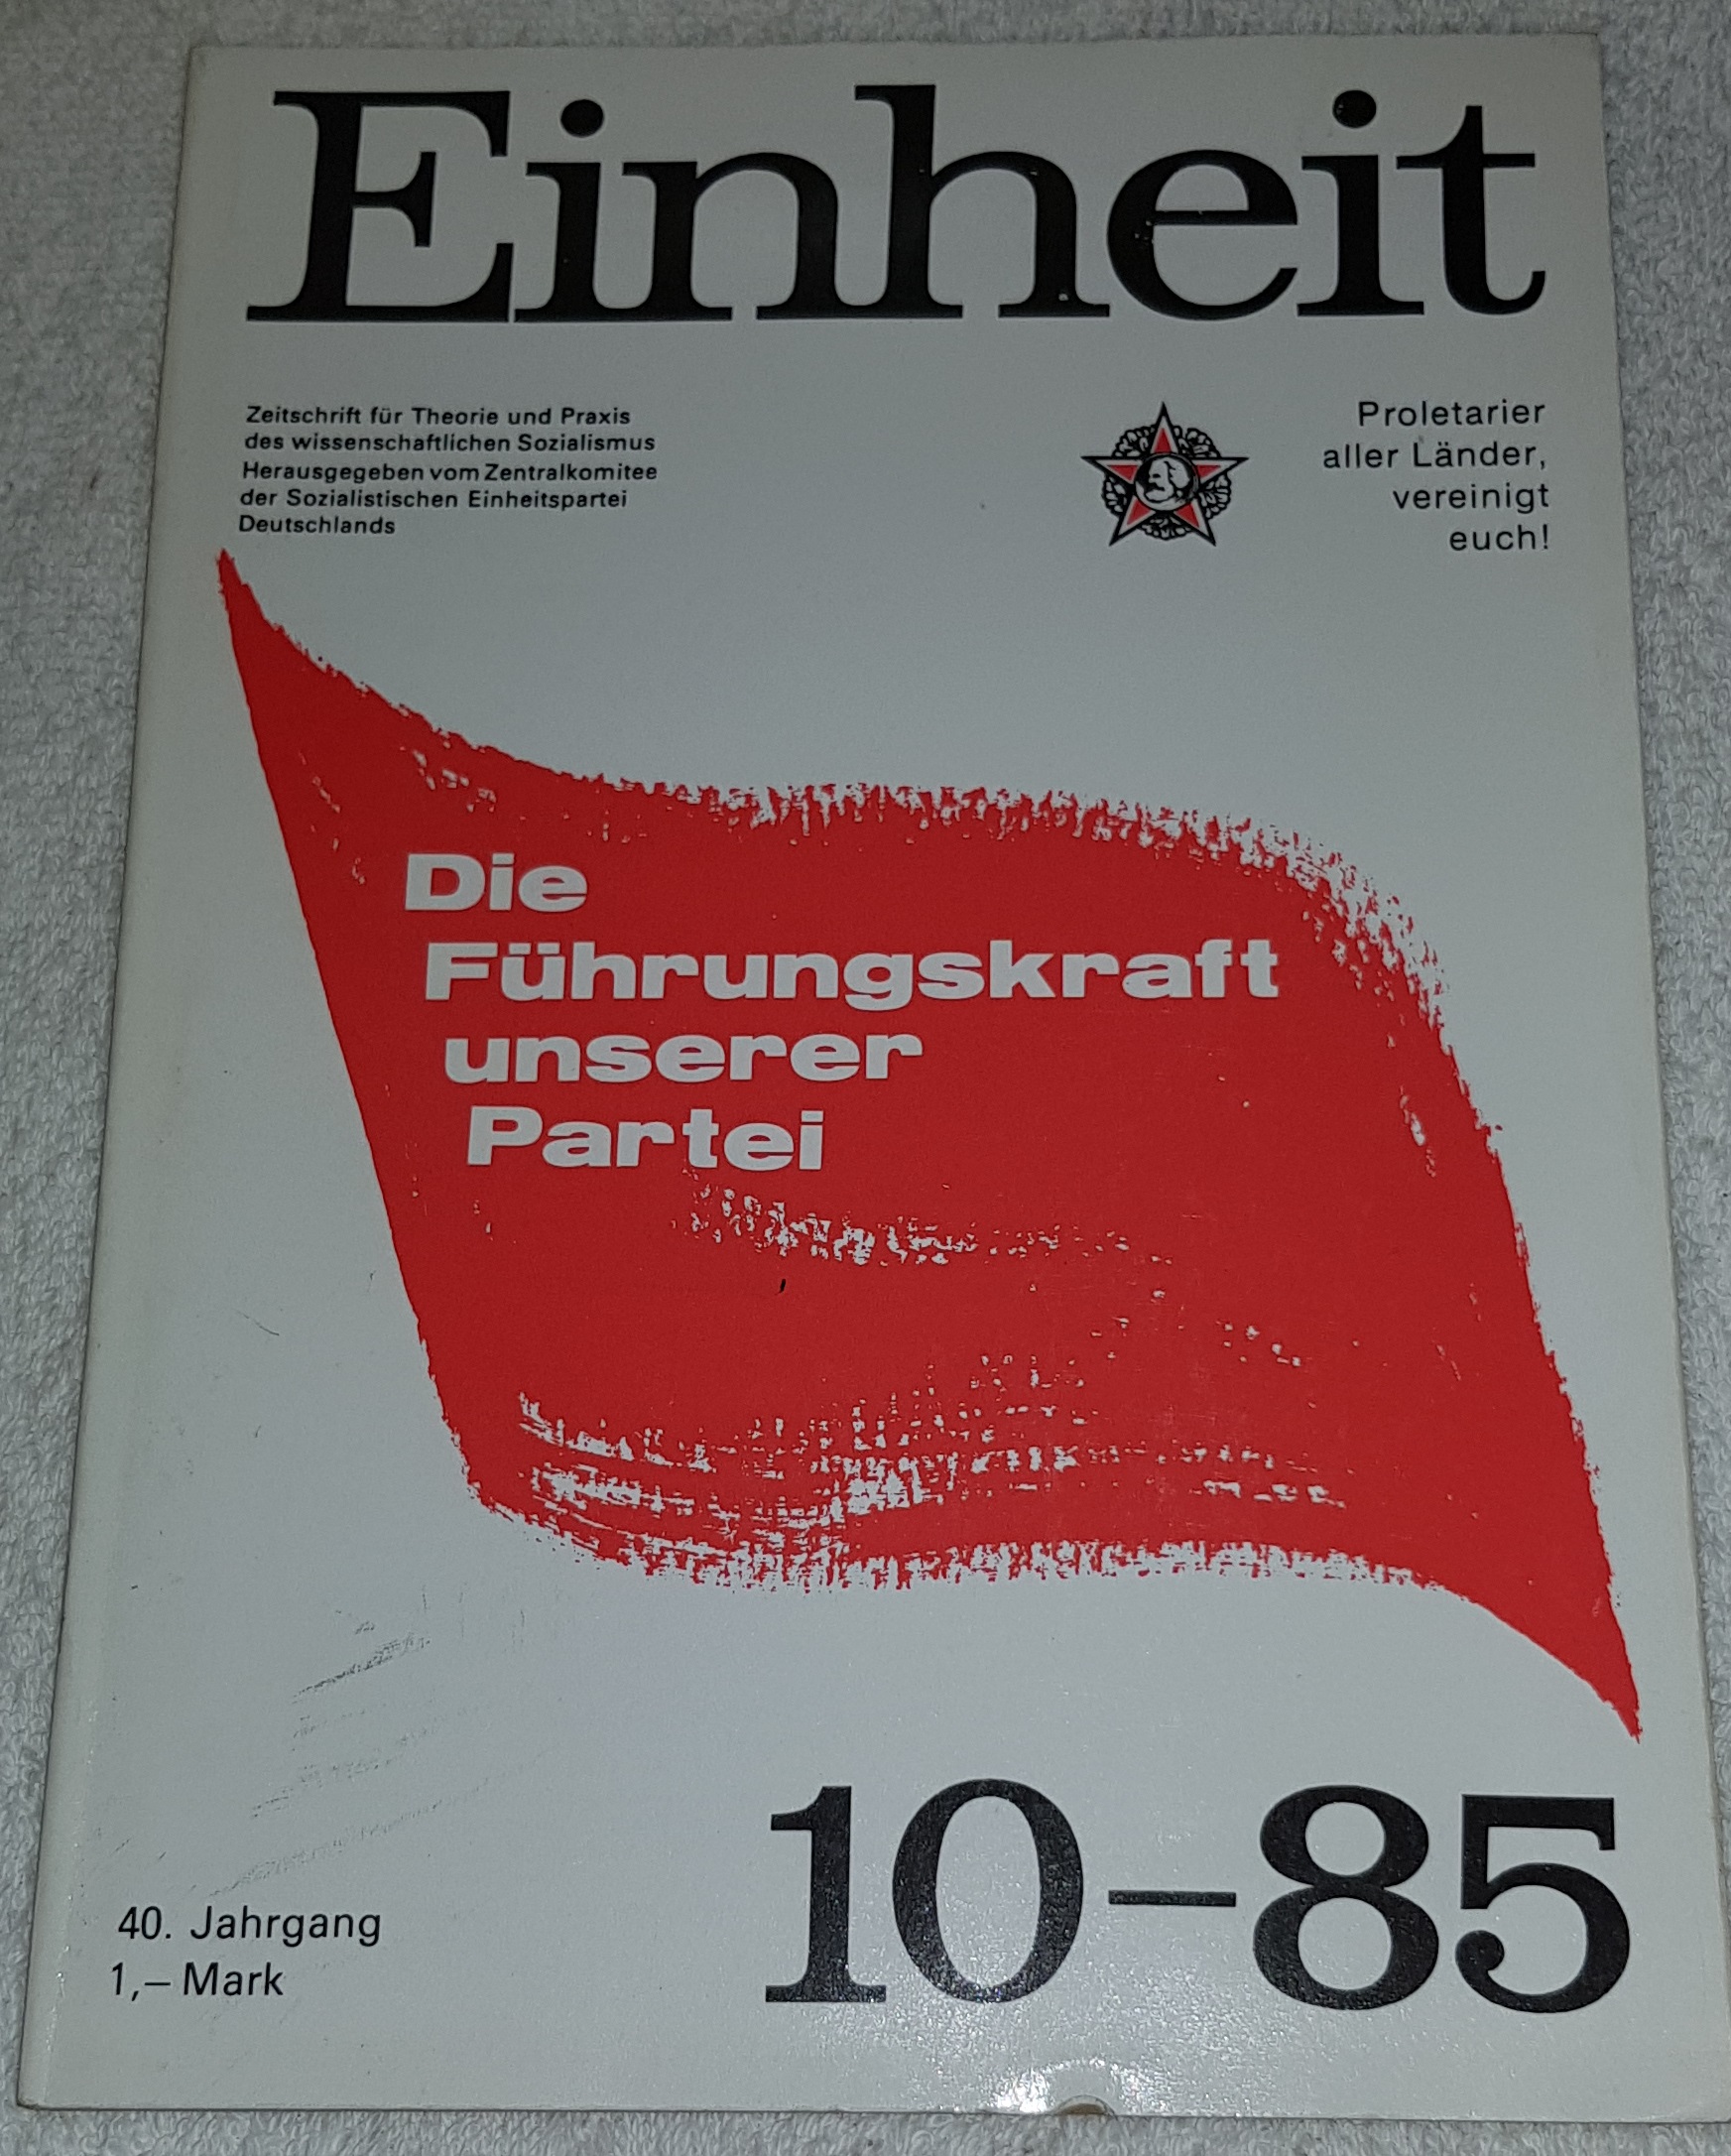 Einheit
Zeitschrift für Theorie und Praxis
des wissenschaftlichen Sozialismus
Herausgegeben vom Zentralkomitee
der Sozialistischen Einheitspartei
Deutschlands
Proletarier
aller Länder,
vereinigt
euch!
Die
Führungskraft
unserer
Partei
40. Jahrgang
1,– Mark
10–85